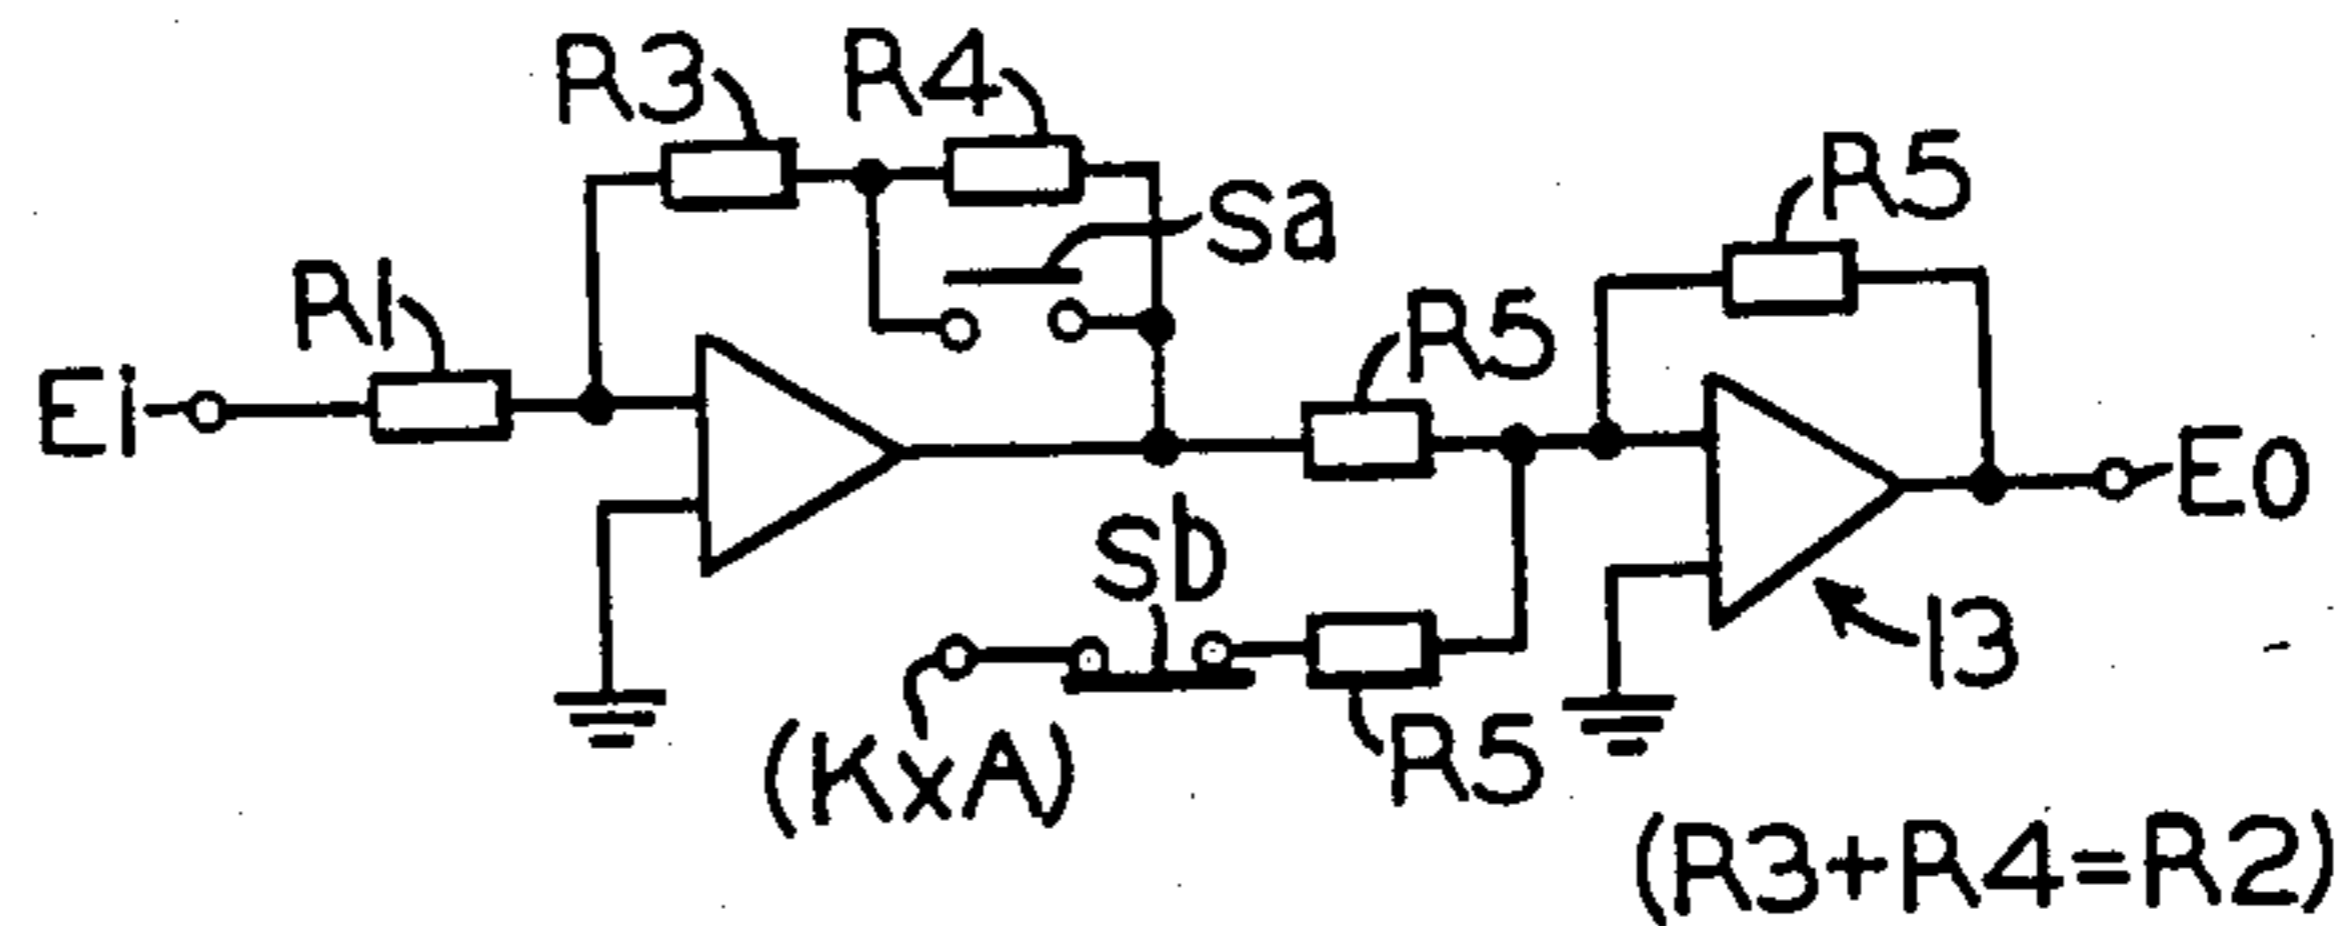 R3
R4
Sa
R5
R1
R5
Ei
E0
Sb
13
(KxA)
R5
(R3+R4=R2)